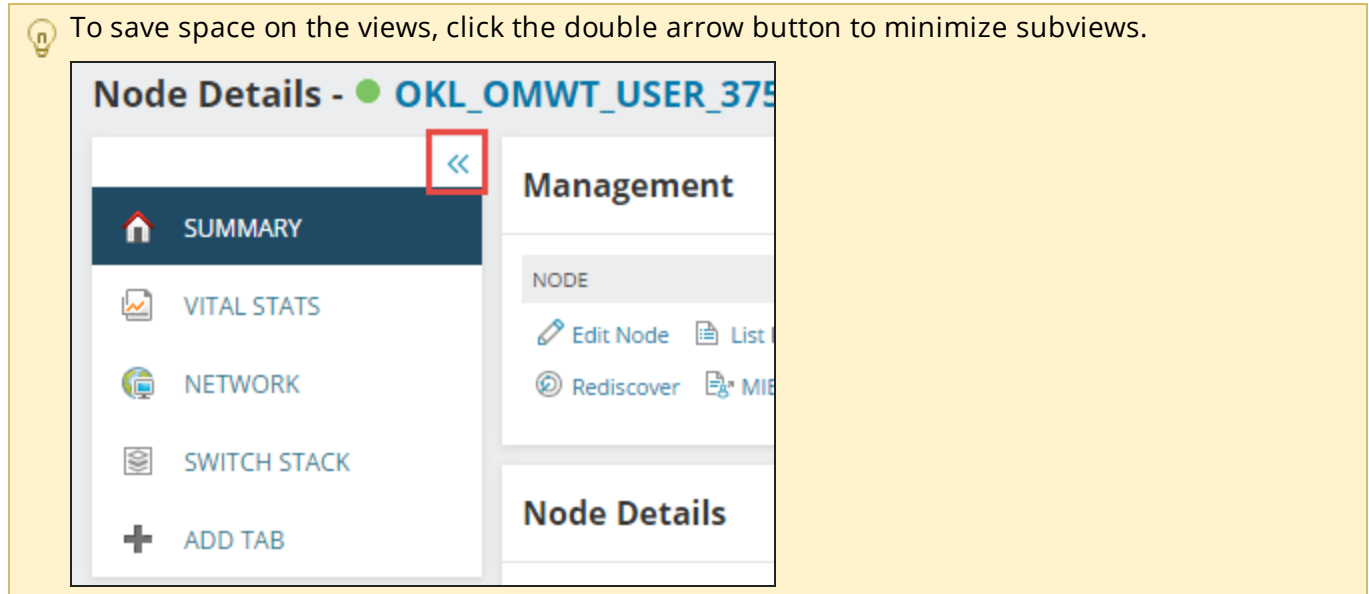 To save space on the views, click the double arrow button to minimize subviews.
Node Details - OKL_OMWT_USER_375
«
SUMMARY
VITAL STATS
NETWORK
SWITCH STACK
ADD TAB
Management
NODE
Edit Node List
Rediscover MIB
Node Details